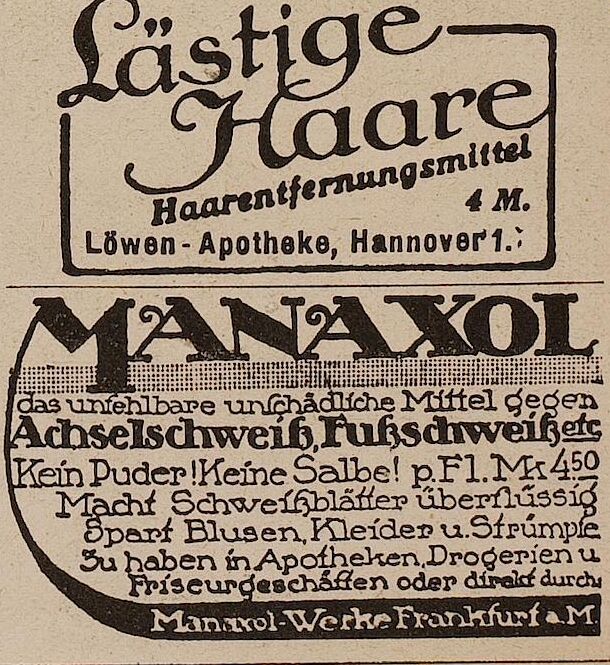 Lästige
Haare
Haarentfernungsmittel
4 M.
Löwen-Apotheke, Hannover 1.
MANAXOL
das unfehlbare unschädliche Mittel gegen
Achselschweiß, Fußschweiß etc
Kein Puder! Keine Salbe! p. Fl. Mk 4.50
Macht Schweißblätter überflüssig
Spart Blusen, Kleider u. Strümpfe
Zu haben in Apotheken, Drogerien u
Friseurgeschäften oder direkt durch
Manaxol-Werke Frankfurt a. M.